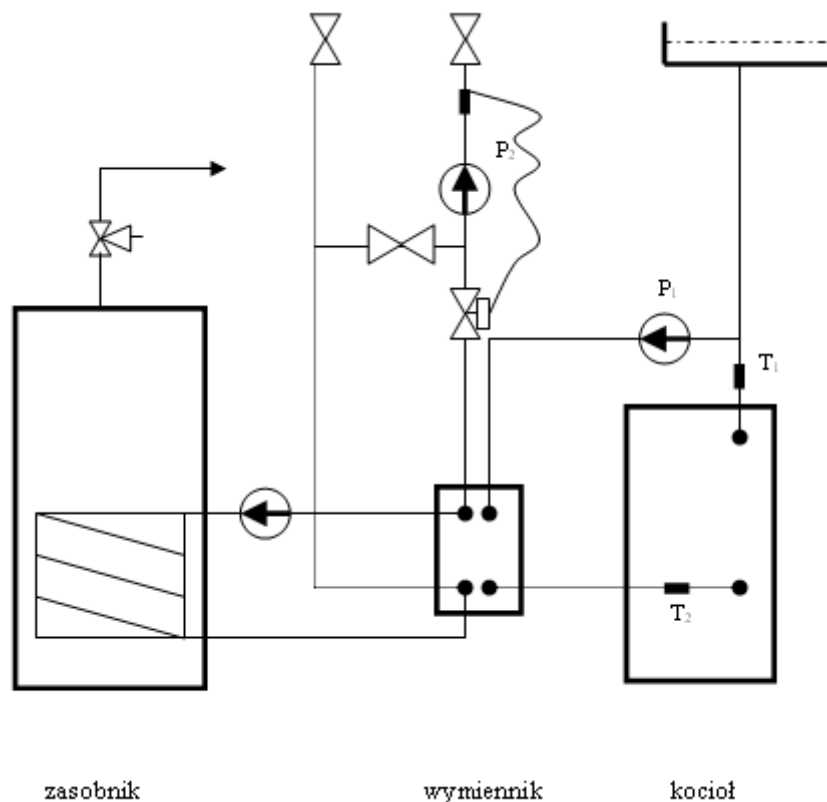 P₂
P₁
T₁
T₂
zasobnik wymiennik kocioł